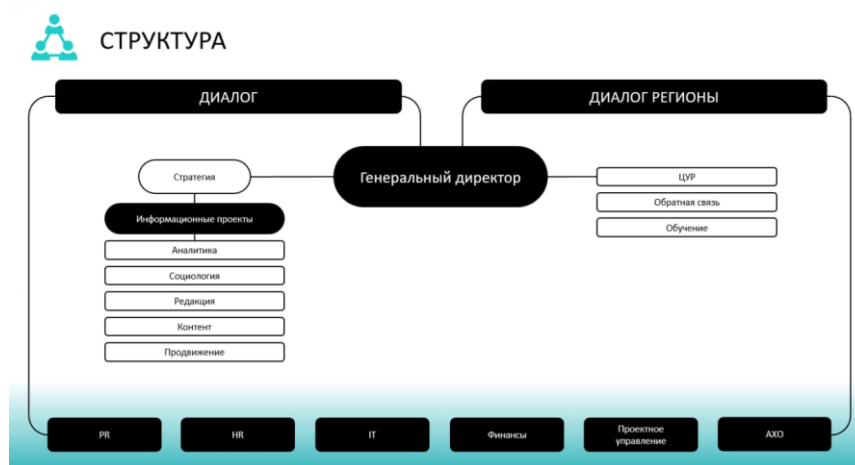 СТРУКТУРА
ДИАЛОГ
ДИАЛОГ РЕГИОНЫ
Генеральный директор
Стратегия
Информационные проекты
Аналитика
Социология
Редакция
Контент
Продвижение
ЦУР
Обратная связь
Обучение
PR
HR
IT
Финансы
Проектное
управление
АХО